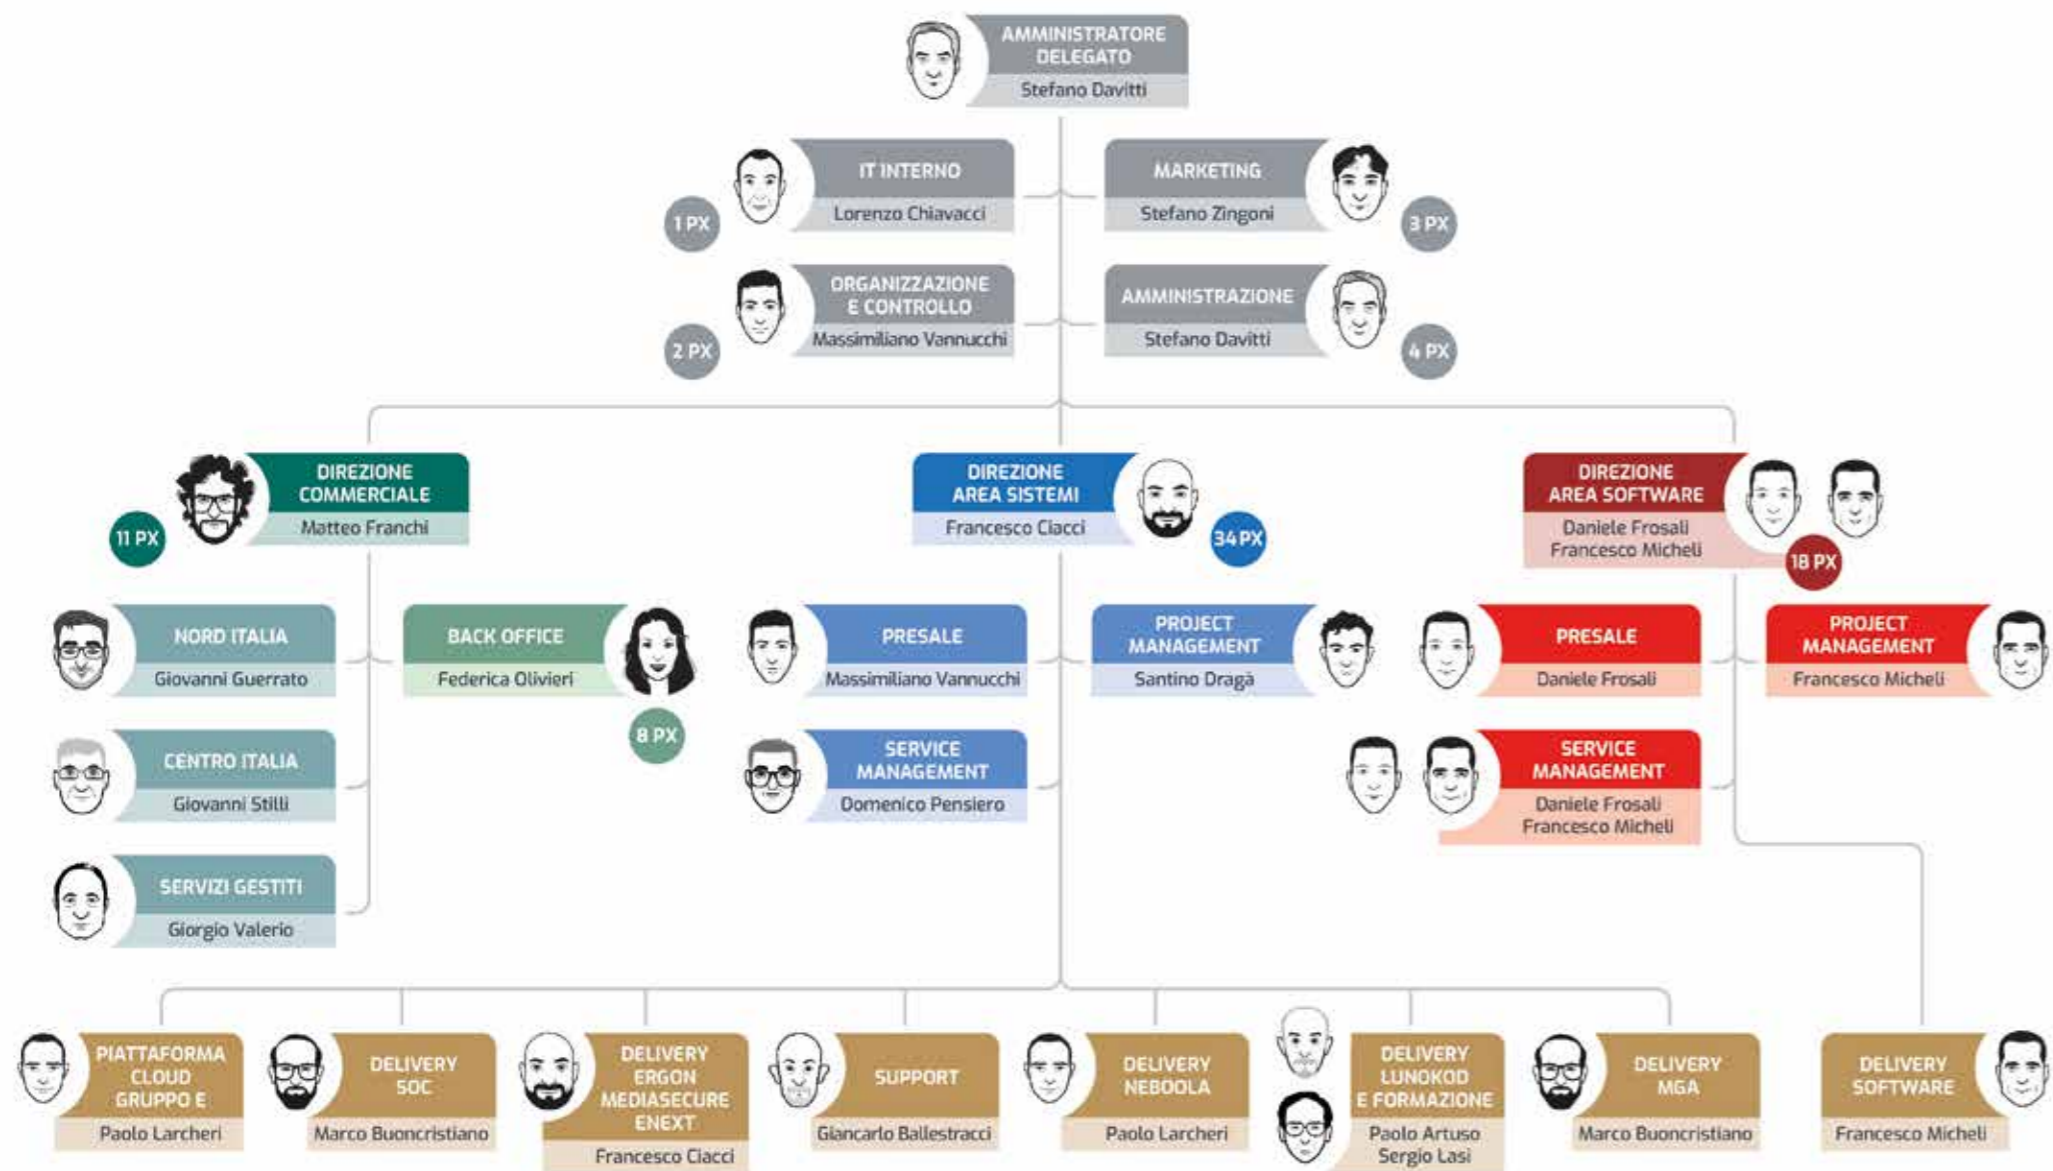 AMMINISTRATORE
DELEGATO
Stefano Davitti
IT INTERNO
Lorenzo Chiavacci
1 PX
MARKETING
Stefano Zingoni
3 PX
ORGANIZZAZIONE
E CONTROLLO
Massimiliano Vannucchi
2 PX
AMMINISTRAZIONE
Stefano Davitti
4 PX
DIREZIONE
COMMERCIALE
Matteo Franchi
11 PX
DIREZIONE
AREA SISTEMI
Francesco Ciacci
34 PX
DIREZIONE
AREA SOFTWARE
Daniele Frosali
Francesco Micheli
18 PX
NORD ITALIA
Giovanni Guerrato
BACK OFFICE
Federica Olivieri
8 PX
PRESALE
Massimiliano Vannucchi
PROJECT
MANAGEMENT
Santino Dragà
PRESALE
Daniele Frosali
PROJECT
MANAGEMENT
Francesco Micheli
CENTRO ITALIA
Giovanni Stilli
SERVICE
MANAGEMENT
Domenico Pensiero
SERVICE
MANAGEMENT
Daniele Frosali
Francesco Micheli
SERVIZI GESTITI
Giorgio Valerio
PIATTAFORMA
CLOUD
GRUPPO E
Paolo Larcheri
DELIVERY
SOC
Marco Buoncristiano
DELIVERY
ERGON
MEDIASECURE
ENEXT
Francesco Ciacci
SUPPORT
Giancarlo Ballestracci
DELIVERY
NEBOOLA
Paolo Larcheri
DELIVERY
LUNOKOD
E FORMAZIONE
Paolo Artuso
Sergio Lasi
DELIVERY
MGA
Marco Buoncristiano
DELIVERY
SOFTWARE
Francesco Micheli